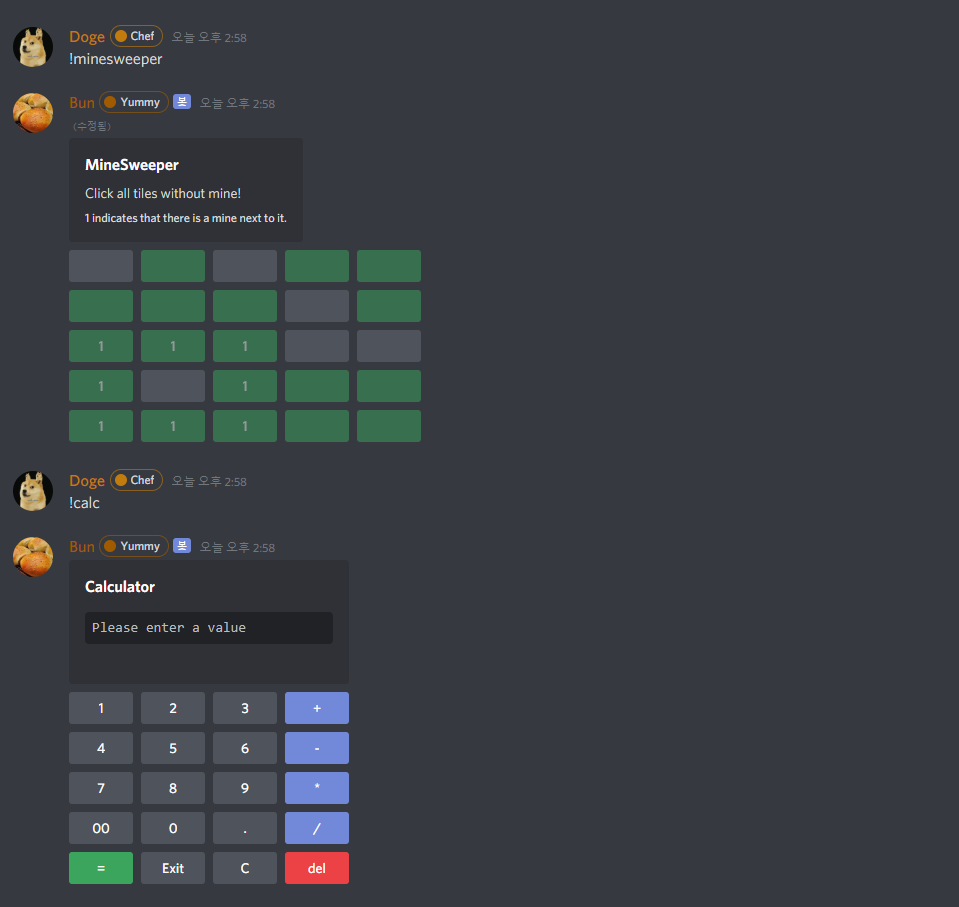 Doge Chef 오늘 오후 2:58
!minesweeper
Bun Yummy 봇 오늘 오후 2:58
(수정됨)
MineSweeper
Click all tiles without mine!
1 indicates that there is a mine next to it.
1 1 1
1 1
1 1 1
Doge Chef 오늘 오후 2:58
!calc
Bun Yummy 봇 오늘 오후 2:58
Calculator
Please enter a value
1 2 3 +
4 5 6 -
7 8 9 *
00 0 . /
= Exit C del